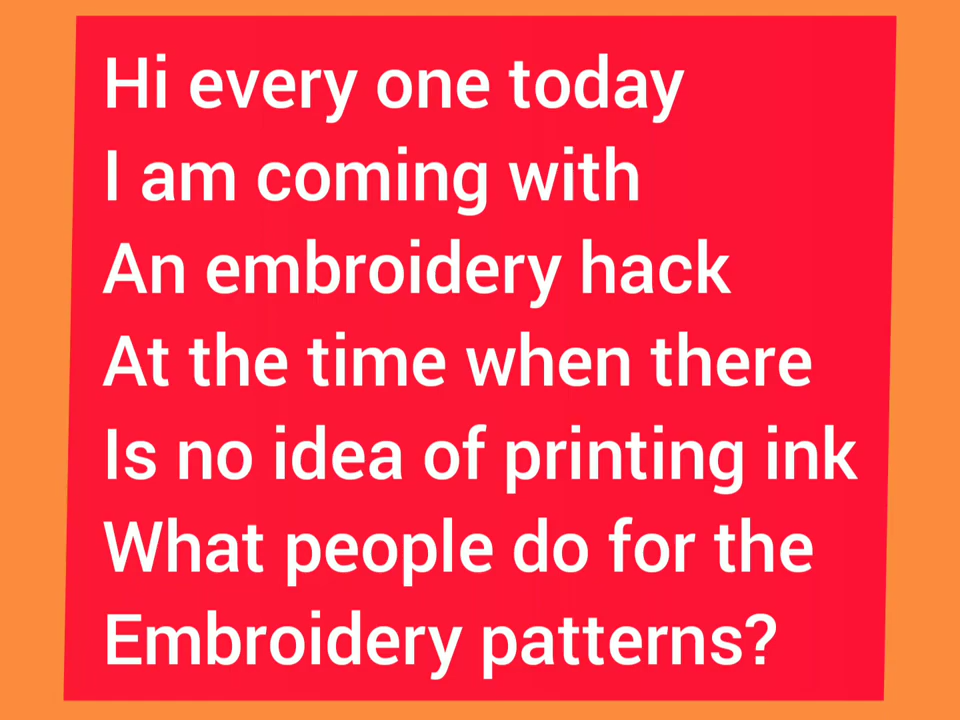 Hi every one today
I am coming with
An embroidery hack
At the time when there
Is no idea of printing ink
What people do for the
Embroidery patterns?